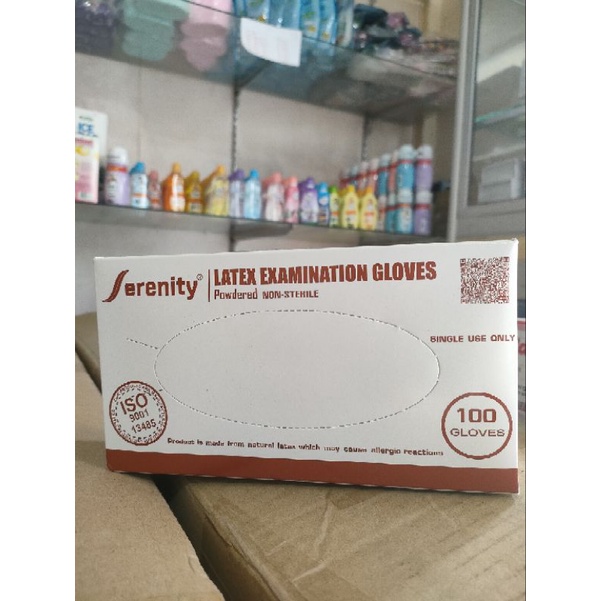 Serenity® LATEX EXAMINATION GLOVES
Powdered NON-STERILE
SINGLE USE ONLY
ISO
9001
13485
100
GLOVES
Product is made from natural latex which may cause allergic reactions